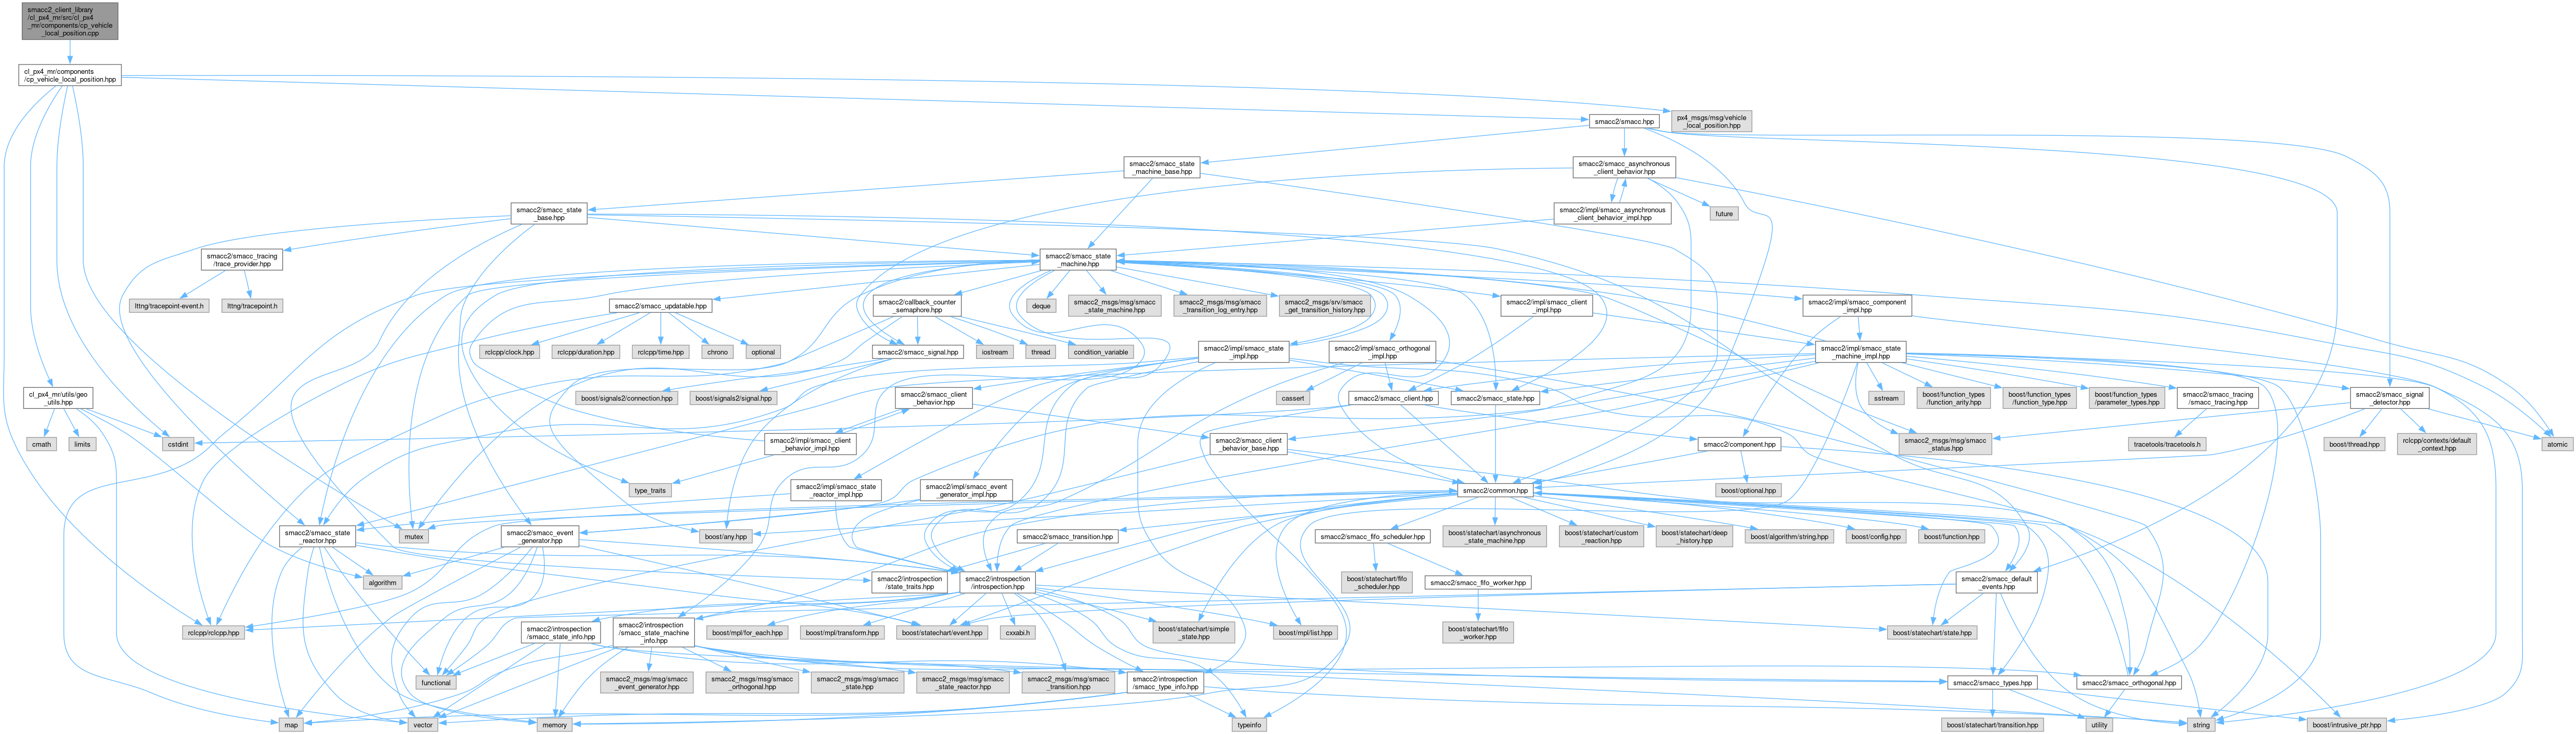 smacc2_client_library
/cl_px4_mr/src/cl_px4
_mr/components/cp_vehicle
_local_position.cpp
cl_px4_mr/components
/cp_vehicle_local_position.hpp
px4_msgs/msg/vehicle
_local_position.hpp
smacc2/smacc.hpp
smacc2/smacc_state
_machine_base.hpp
smacc2/smacc_asynchronous
_client_behavior.hpp
smacc2/smacc_state
_base.hpp
smacc2/impl/smacc_asynchronous
_client_behavior_impl.hpp
future
smacc2/smacc_tracing
/trace_provider.hpp
smacc2/smacc_state
_machine.hpp
lttng/tracepoint-event.h
lttng/tracepoint.h
smacc2/smacc_updatable.hpp
smacc2/callback_counter
_semaphore.hpp
deque
smacc2_msgs/msg/smacc
_state_machine.hpp
smacc2_msgs/msg/smacc
_transition_log_entry.hpp
smacc2_msgs/srv/smacc
_get_transition_history.hpp
smacc2/impl/smacc_client
_impl.hpp
smacc2/impl/smacc_component
_impl.hpp
rclcpp/clock.hpp
rclcpp/duration.hpp
rclcpp/time.hpp
chrono
optional
smacc2/smacc_signal.hpp
iostream
thread
condition_variable
smacc2/impl/smacc_state
_impl.hpp
smacc2/impl/smacc_orthogonal
_impl.hpp
smacc2/impl/smacc_state
_machine_impl.hpp
cl_px4_mr/utils/geo
_utils.hpp
boost/signals2/connection.hpp
boost/signals2/signal.hpp
smacc2/smacc_client
_behavior.hpp
cassert
smacc2/smacc_client.hpp
smacc2/smacc_state.hpp
sstream
boost/function_types
/function_arity.hpp
boost/function_types
/function_type.hpp
boost/function_types
/parameter_types.hpp
smacc2/smacc_tracing
/smacc_tracing.hpp
smacc2/smacc_signal
_detector.hpp
cmath
limits
cstdint
smacc2/impl/smacc_client
_behavior_impl.hpp
smacc2/smacc_client
_behavior_base.hpp
smacc2/component.hpp
smacc2_msgs/msg/smacc
_status.hpp
tracetools/tracetools.h
boost/thread.hpp
rclcpp/contexts/default
_context.hpp
atomic
type_traits
smacc2/impl/smacc_state
_reactor_impl.hpp
smacc2/impl/smacc_event
_generator_impl.hpp
smacc2/common.hpp
boost/optional.hpp
smacc2/smacc_state
_reactor.hpp
mutex
smacc2/smacc_event
_generator.hpp
boost/any.hpp
smacc2/smacc_transition.hpp
smacc2/smacc_fifo_scheduler.hpp
boost/statechart/asynchronous
_state_machine.hpp
boost/statechart/custom
_reaction.hpp
boost/statechart/deep
_history.hpp
boost/algorithm/string.hpp
boost/config.hpp
boost/function.hpp
algorithm
smacc2/introspection
/state_traits.hpp
smacc2/introspection
/introspection.hpp
boost/statechart/fifo
_scheduler.hpp
smacc2/smacc_fifo_worker.hpp
smacc2/smacc_default
_events.hpp
rclcpp/rclcpp.hpp
smacc2/introspection
/smacc_state_info.hpp
smacc2/introspection
/smacc_state_machine
_info.hpp
boost/mpl/for_each.hpp
boost/mpl/transform.hpp
boost/statechart/event.hpp
cxxabi.h
boost/statechart/simple
_state.hpp
boost/mpl/list.hpp
boost/statechart/fifo
_worker.hpp
boost/statechart/state.hpp
functional
smacc2_msgs/msg/smacc
_event_generator.hpp
smacc2_msgs/msg/smacc
_orthogonal.hpp
smacc2_msgs/msg/smacc
_state.hpp
smacc2_msgs/msg/smacc
_state_reactor.hpp
smacc2_msgs/msg/smacc
_transition.hpp
smacc2/introspection
/smacc_type_info.hpp
smacc2/smacc_types.hpp
smacc2/smacc_orthogonal.hpp
map
vector
memory
typeinfo
boost/statechart/transition.hpp
utility
string
boost/intrusive_ptr.hpp